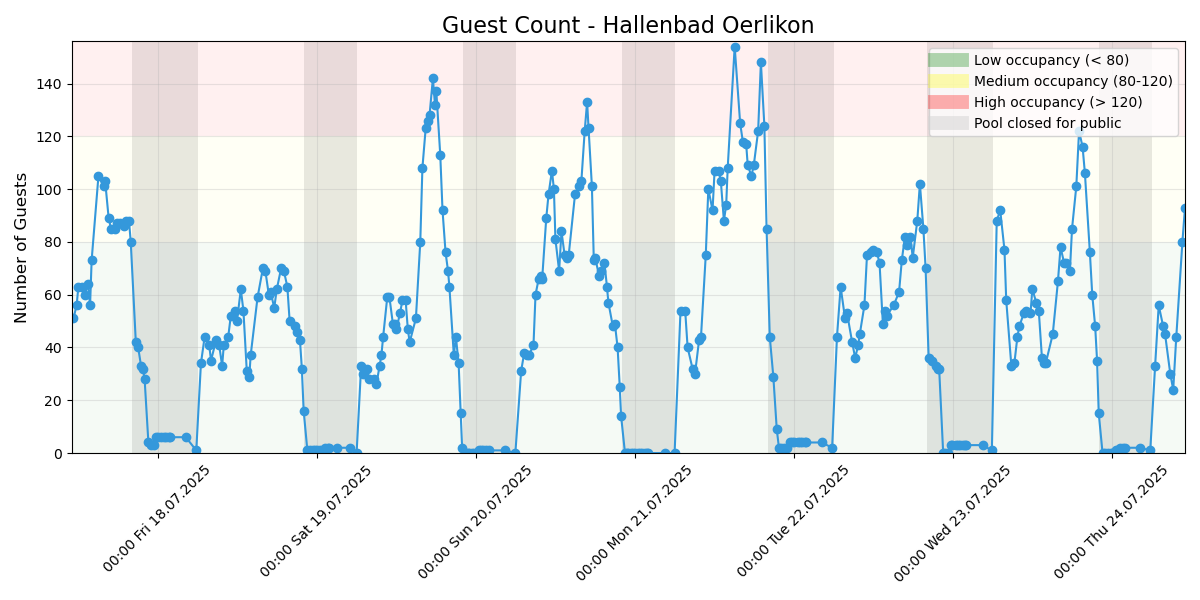 Guest Count - Hallenbad Oerlikon
Low occupancy (< 80)
Medium occupancy (80-120)
High occupancy (> 120)
Pool closed for public
Number of Guests
140
120
100
80
60
40
20
0
00:00 Fri 18.07.2025
00:00 Sat 19.07.2025
00:00 Sun 20.07.2025
00:00 Mon 21.07.2025
00:00 Tue 22.07.2025
00:00 Wed 23.07.2025
00:00 Thu 24.07.2025